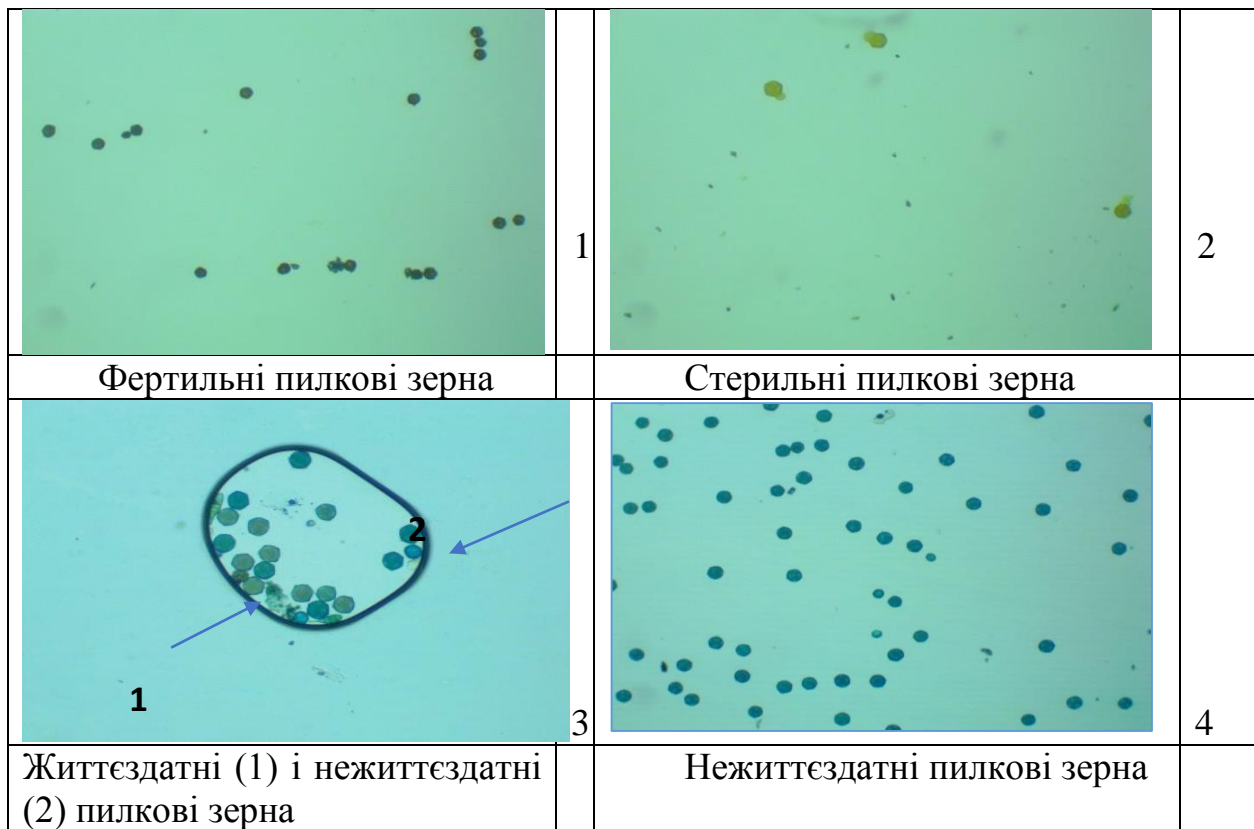 1
2
Фертильні пилкові зерна
Стерильні пилкові зерна
2
1
3
4
Життєздатні (1) і нежиттєздатні
(2) пилкові зерна
Нежиттєздатні пилкові зерна